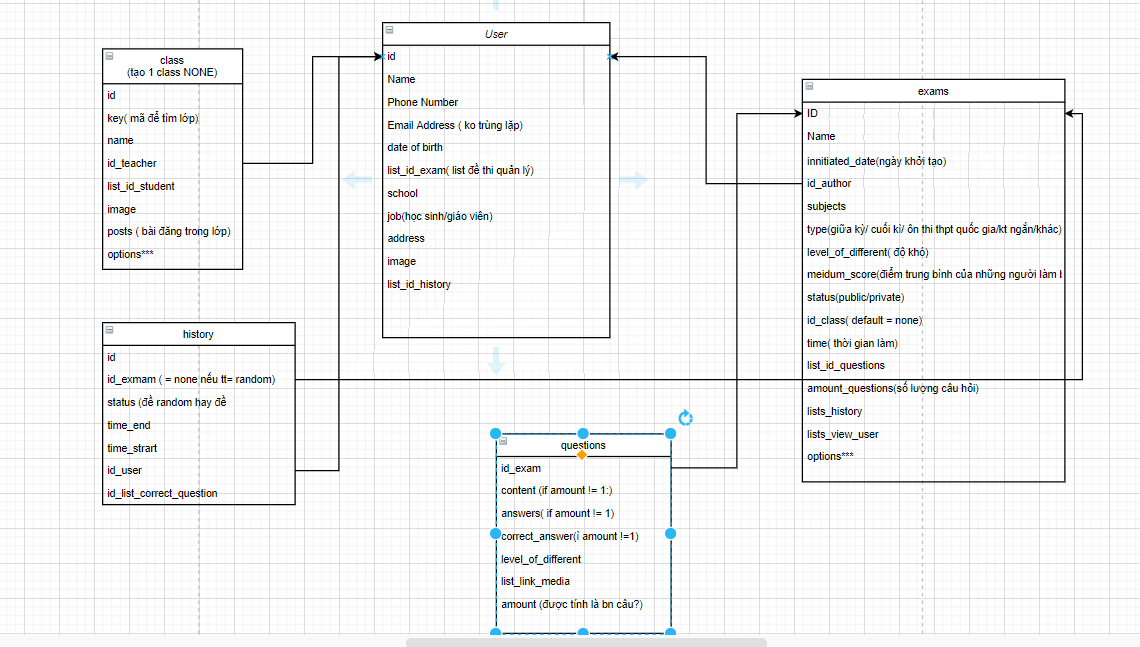 class
(tạo 1 class NONE)
id
key( mã để tìm lớp)
name
id_teacher
list_id_student
image
posts ( bài đăng trong lớp)
options***
User
id
Name
Phone Number
Email Address ( ko trùng lặp)
date of birth
list_id_exam( list đề thi quản lý)
school
job(học sinh/giáo viên)
address
image
list_id_history
exams
ID
Name
innitiated_date(ngày khởi tạo)
id_author
subjects
type(giữa kỳ/ cuối kì/ ôn thi thpt quốc gia/kt ngắn/khác)
level_of_different( độ khó)
meidum_score(điểm trung bình của những người làm b
status(public/private)
id_class( default = none)
time( thời gian làm)
list_id_questions
amount_questions(số lượng câu hỏi)
lists_history
lists_view_user
options***
history
id
id_exmam ( = none nếu tt= random)
status (đề random hay đề
time_end
time_strart
id_user
id_list_correct_question
questions
id_exam
content (if amount != 1:)
answers( if amount != 1)
correct_answer(ì amount !=1)
level_of_different
list_link_media
amount (được tính là bn câu?)